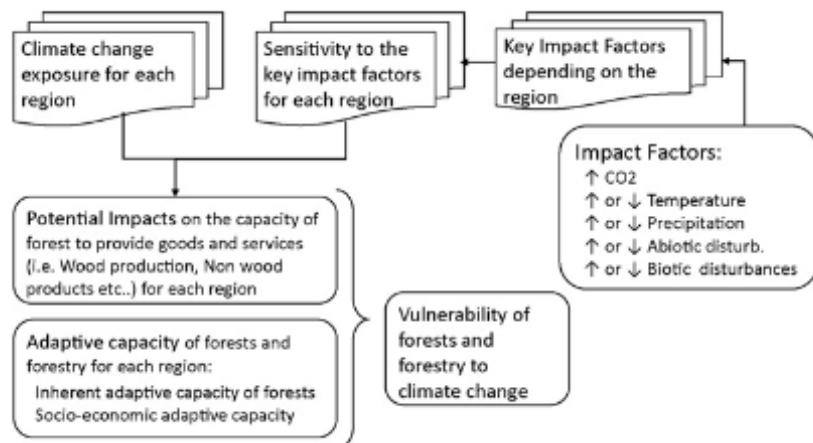 Climate change
exposure for each
region
Sensitivity to the
key impact factors
for each region
Key Impact Factors
depending on the
region
Impact Factors:
↑ CO2
↑ or ↓ Temperature
↑ or ↓ Precipitation
↑ or ↓ Abiotic disturb.
↑ or ↓ Biotic disturbances
Potential Impacts on the capacity of
forest to provide goods and services
(i.e. Wood production, Non wood
products etc..) for each region
Adaptive capacity of forests and
forestry for each region:
Inherent adaptive capacity of forests
Socio-economic adaptive capacity
Vulnerability of
forests and
forestry to
climate change